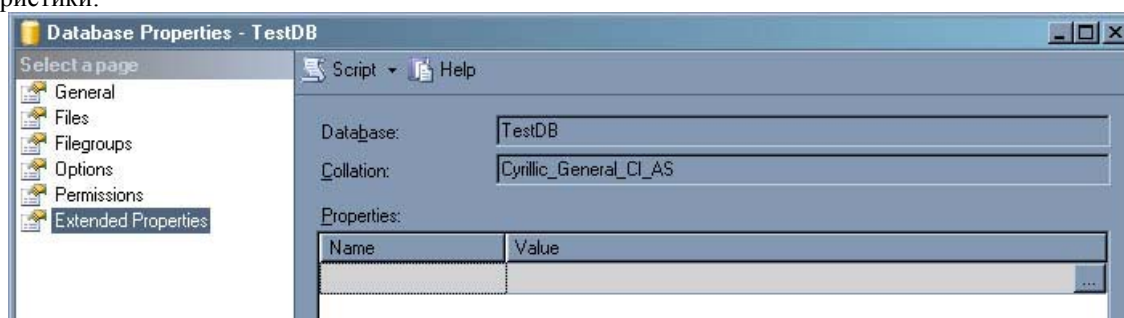 ристики.
Database Properties - TestDB
Select a page
General
Files
Filegroups
Options
Permissions
Extended Properties
Script Help
Database: TestDB
Collation: Cyrillic_General_CI_AS
Properties:
Name Value
...